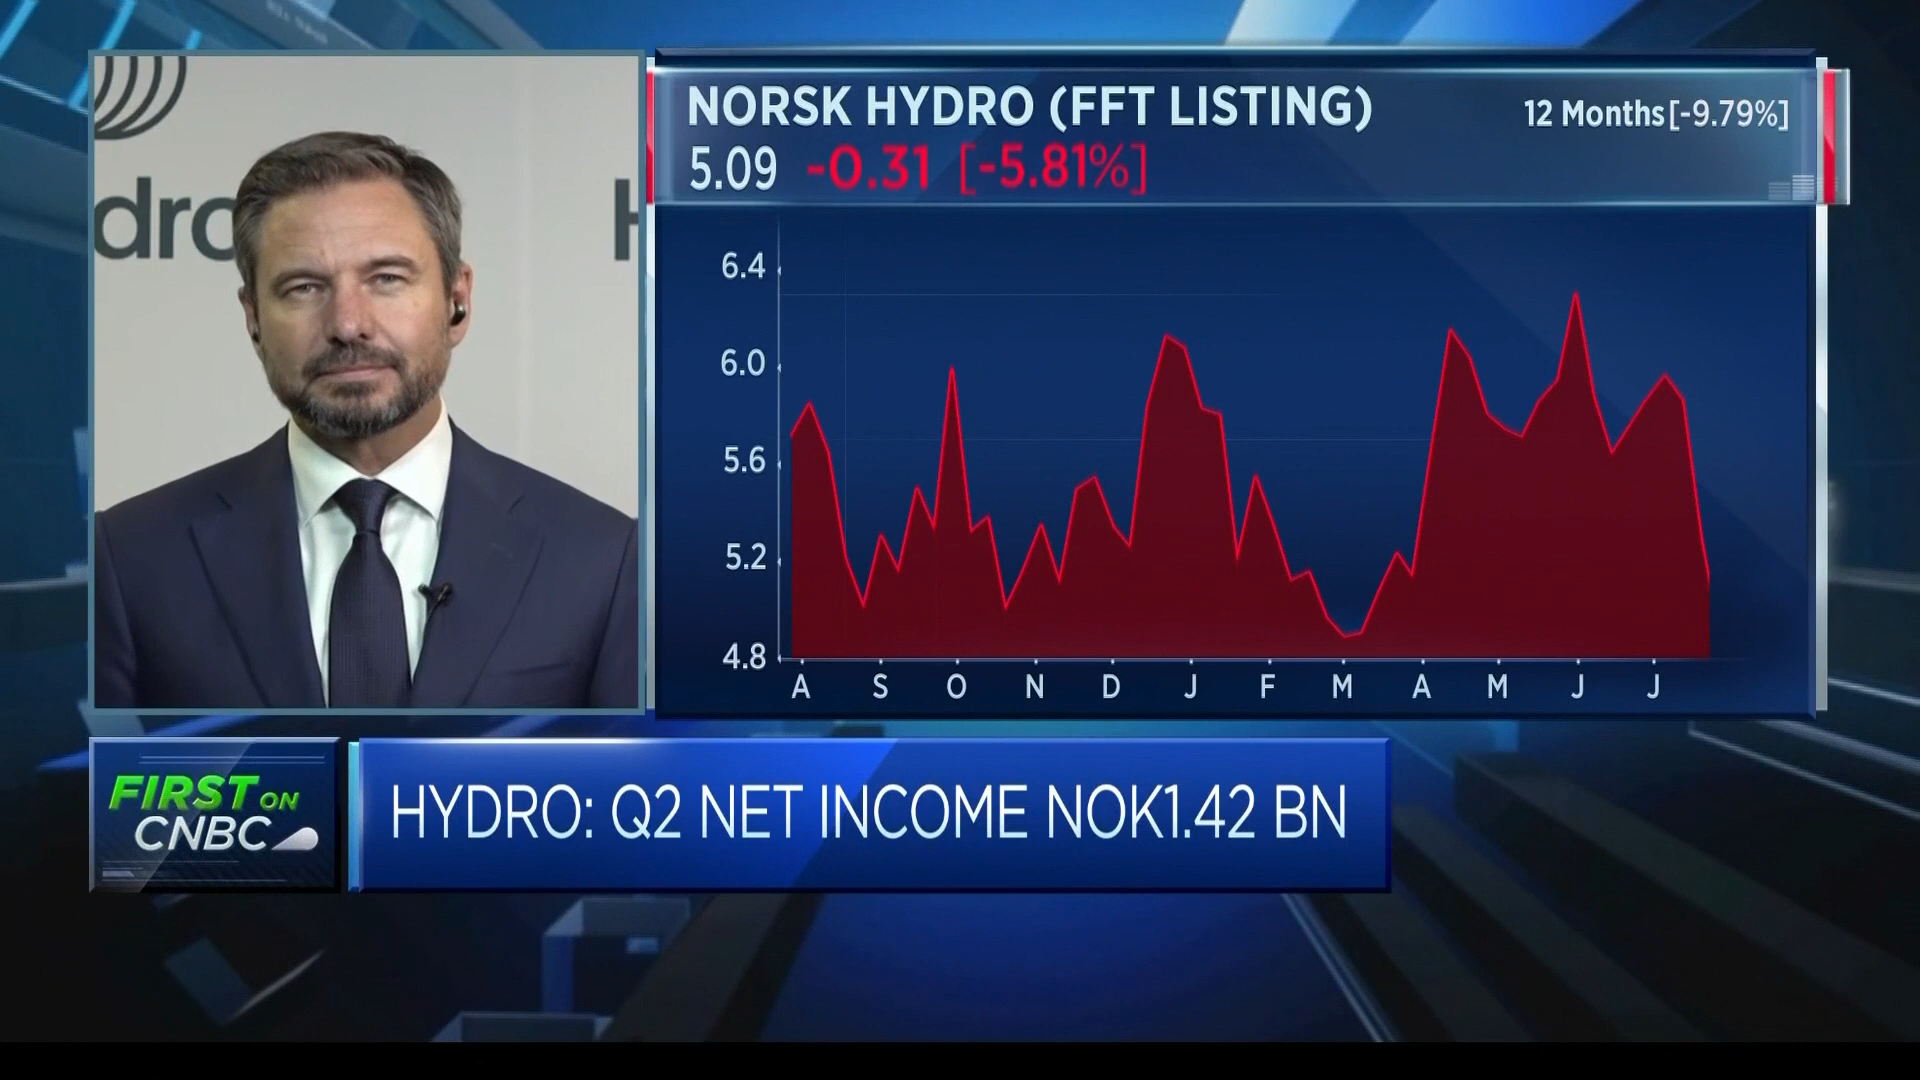 dro
H
NORSK HYDRO (FFT LISTING)
12 Months[-9.79%]
5.09 -0.31 [-5.81%]
6.4
6.0
5.6
5.2
4.8
A S O N D J F M A M J J
FIRST ON
CNBC
HYDRO: Q2 NET INCOME NOK1.42 BN